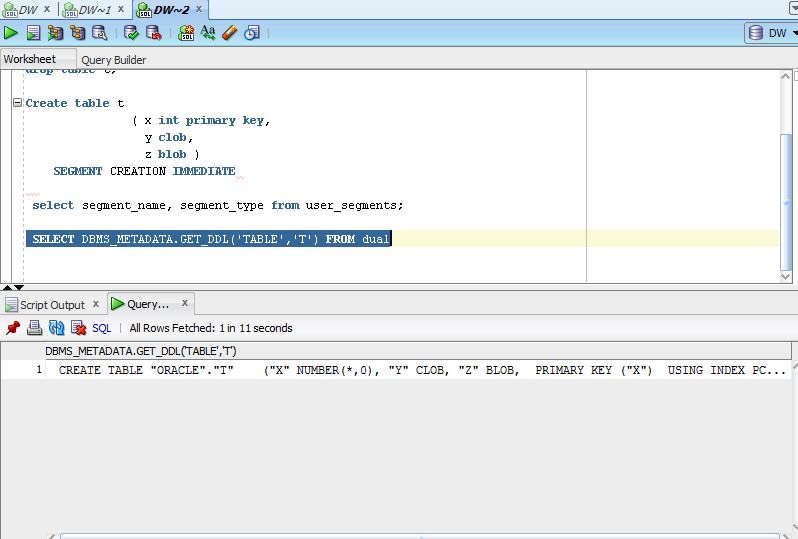 DW
DW~1
DW~2
DW
Worksheet Query Builder
drop table t;
Create table t
( x int primary key,
y clob,
z blob )
SEGMENT CREATION IMMEDIATE
select segment_name, segment_type from user_segments;
SELECT DBMS_METADATA.GET_DDL('TABLE','T') FROM dual
Script Output x Query... x
SQL | All Rows Fetched: 1 in 11 seconds
DBMS_METADATA.GET_DDL('TABLE','T')
1 CREATE TABLE "ORACLE"."T" ("X" NUMBER(*,0), "Y" CLOB, "Z" BLOB, PRIMARY KEY ("X") USING INDEX PC...